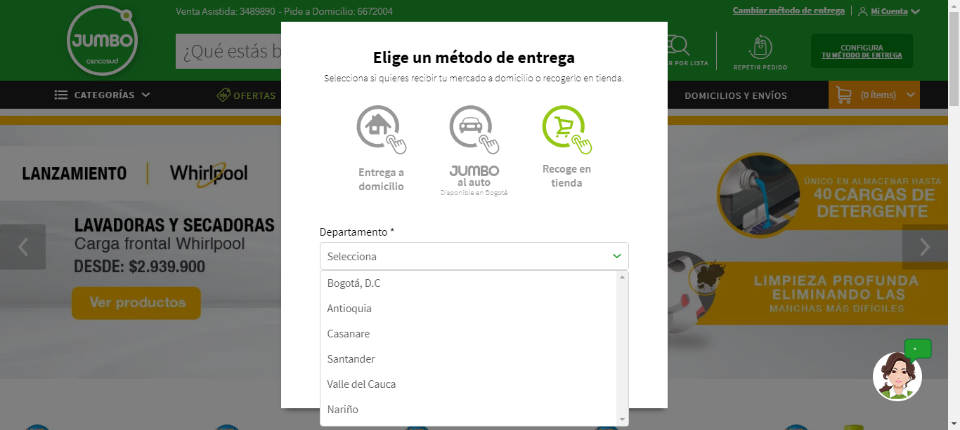 Venta Asistida: 3489890 - Pide a Domicilio: 6672004
Cambiar método de entrega
Mi Cuenta
JUMBO
cencosud
¿Qué estás b
R POR LISTA
REPETIR PEDIDO
CONFIGURA
TU MÉTODO DE ENTREGA
CATEGORÍAS
OFERTAS
DOMICILIOS Y ENVÍOS
(0 ítems)
Elige un método de entrega
Selecciona si quieres recibir tu mercado a domicilio o recogerlo en tienda.
Entrega a
domicilio
JUMBO
al auto
Disponible en Bogotá
Recoge en
tienda
Departamento *
Selecciona
Bogotá, D.C
Antioquia
Casanare
Santander
Valle del Cauca
Nariño
LANZAMIENTO
Whirlpool
LAVADORAS Y SECADORAS
Carga frontal Whirlpool
DESDE: $2.939.900
Ver productos
ÚNICO EN ALMACENAR HASTA
40 CARGAS DE
DETERGENTE
LIMPIEZA PROFUNDA
ELIMINANDO LAS
MANCHAS MÁS DIFÍCILES